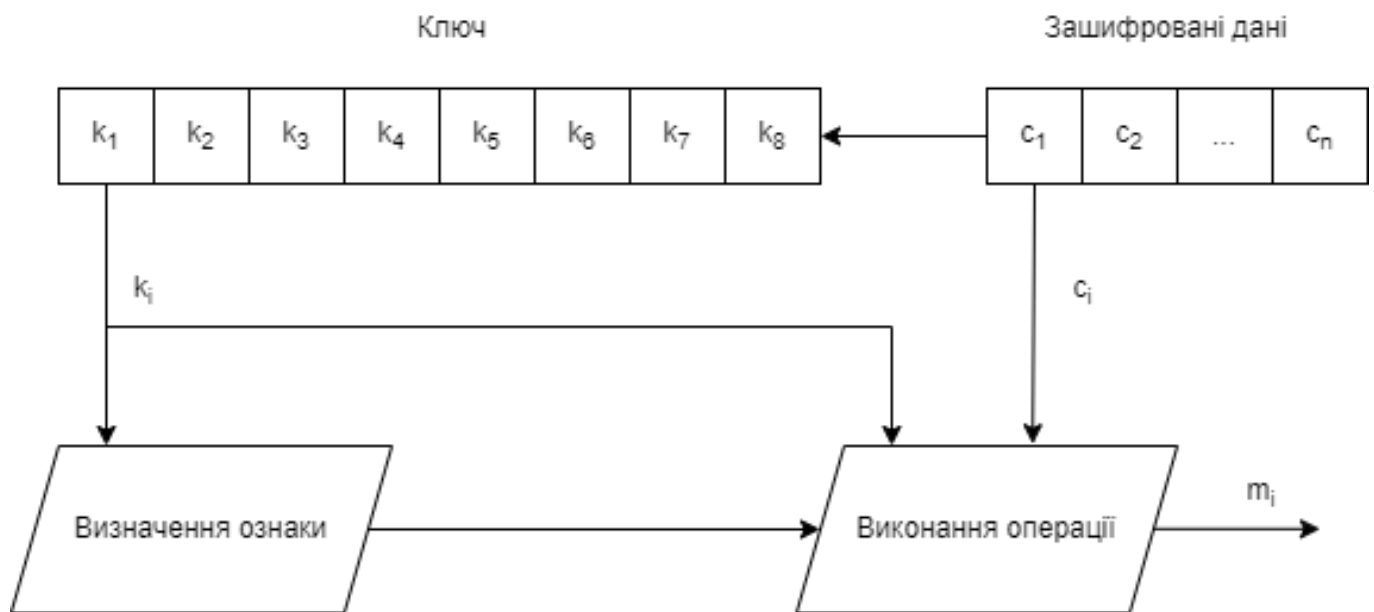 Ключ
Зашифровані дані
k₁ k₂ k₃ k₄ k₅ k₆ k₇ k₈ c₁ c₂ ... cₙ
kᵢ
cᵢ
mᵢ
Визначення ознаки
Виконання операції